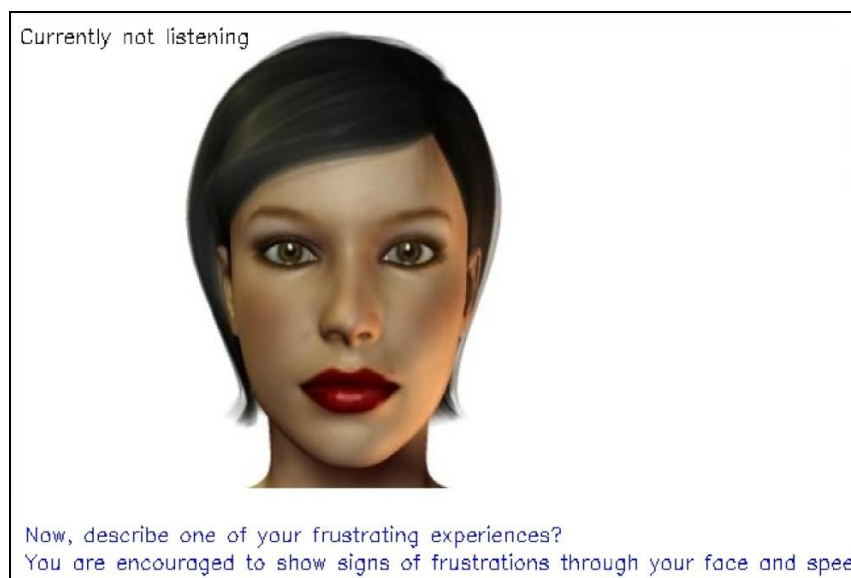 Currently not listening
Now, describe one of your frustrating experiences?
You are encouraged to show signs of frustrations through your face and spee